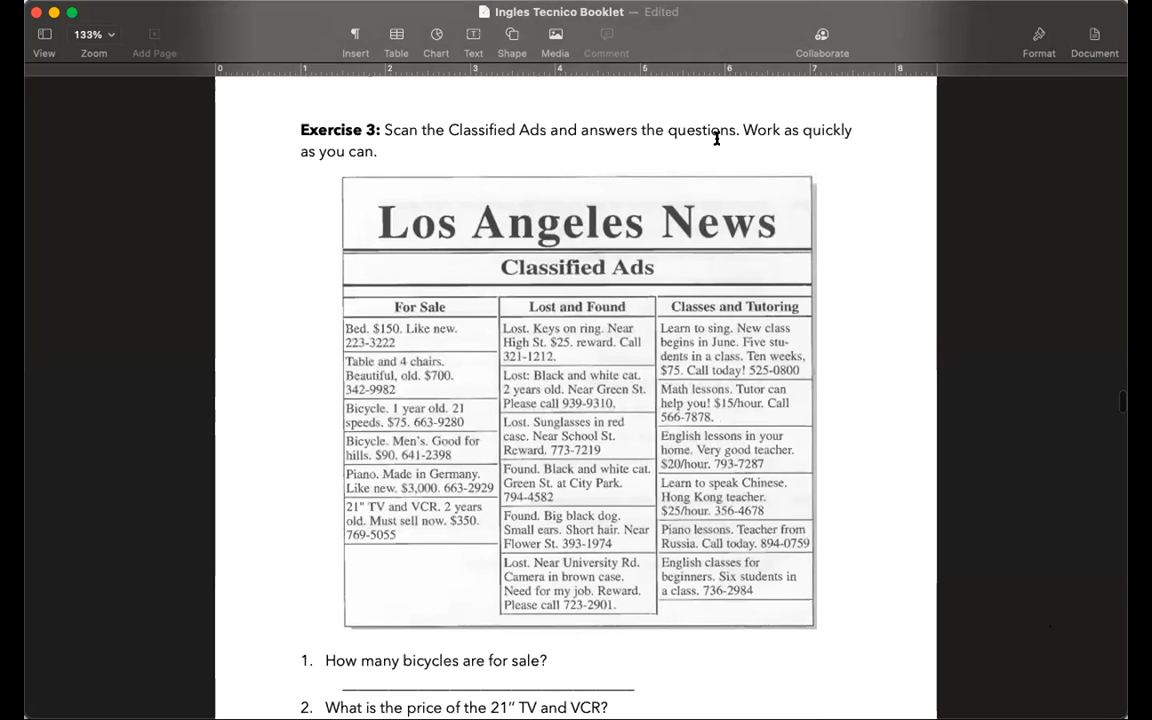 Ingles Tecnico Booklet — Edited
133%
View
Zoom
Add Page
Insert
Table
Chart
Text
Shape
Media
Comment
Collaborate
Format
Document
0 1 2 3 4 5 6 7 8
Exercise 3: Scan the Classified Ads and answers the questions. Work as quickly
as you can.
Los Angeles News
Classified Ads
For Sale
Bed. $150. Like new.
223-3222
Table and 4 chairs.
Beautiful, old. $700.
342-9982
Bicycle. 1 year old. 21
speeds. $75. 663-9280
Bicycle. Men's. Good for
hills. $90. 641-2398
Piano. Made in Germany.
Like new. $3,000. 663-2929
21" TV and VCR. 2 years
old. Must sell now. $350.
769-5055
Lost and Found
Lost. Keys on ring. Near
High St. $25. reward. Call
321-1212.
Lost: Black and white cat.
2 years old. Near Green St.
Please call 939-9310.
Lost. Sunglasses in red
case. Near School St.
Reward. 773-7219
Found. Black and white cat.
Green St. at City Park.
794-4582
Found. Big black dog.
Small ears. Short hair. Near
Flower St. 393-1974
Lost. Near University Rd.
Camera in brown case.
Need for my job. Reward.
Please call 723-2901.
Classes and Tutoring
Learn to sing. New class
begins in June. Five stu-
dents in a class. Ten weeks,
$75. Call today! 525-0800
Math lessons. Tutor can
help you! $15/hour. Call
566-7878.
English lessons in your
home. Very good teacher.
$20/hour. 793-7287
Learn to speak Chinese.
Hong Kong teacher.
$25/hour. 356-4678
Piano lessons. Teacher from
Russia. Call today. 894-0759
English classes for
beginners. Six students in
a class. 736-2984
1. How many bicycles are for sale?
2. What is the price of the 21" TV and VCR?